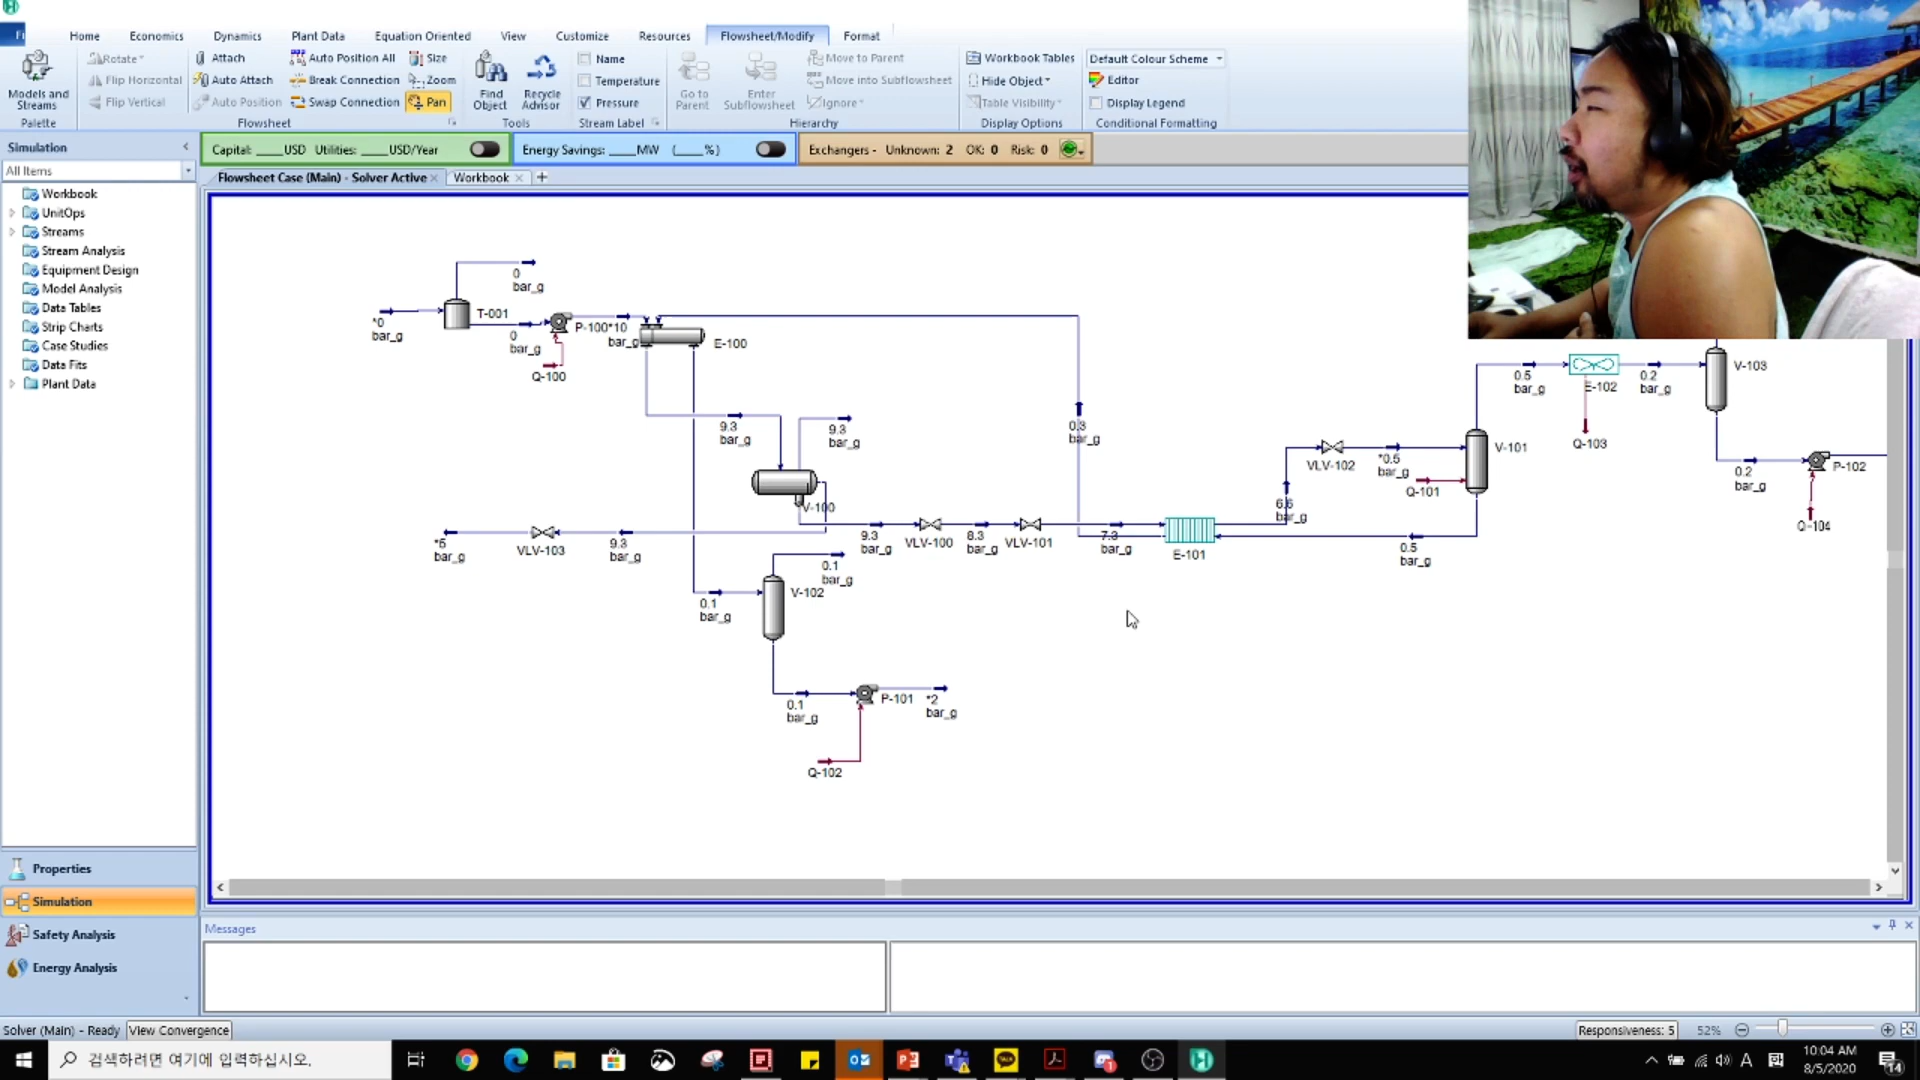 Fi
Home Economics Dynamics Plant Data Equation Oriented View Customize Resources Flowsheet/Modify Format
Models and Streams
Palette
Rotate
Flip Horizontal
Flip Vertical
Attach
Auto Attach
Auto Position
Auto Position All
Break Connection
Swap Connection
Size
Zoom
Pan
Flowsheet
Find Object
Recycle Advisor
Tools
Name
Temperature
Pressure
Stream Label
Go to Parent
Enter Subflowsheet
Move to Parent
Move into Subflowsheet
Ignore
Hierarchy
Workbook Tables
Hide Object
Table Visibility
Display Options
Default Colour Scheme
Editor
Display Legend
Conditional Formatting
Simulation <
All Items
Capital: ____USD Utilities: ____USD/Year
Energy Savings: ____MW (____%)
Exchangers - Unknown: 2 OK: 0 Risk: 0
Flowsheet Case (Main) - Solver Active × Workbook × +
Workbook
UnitOps
Streams
Stream Analysis
Equipment Design
Model Analysis
Data Tables
Strip Charts
Case Studies
Data Fits
Plant Data
0
bar_g
*0
bar_g
T-001
0
bar_g
P-100
*10
bar_g
Q-100
E-100
9.3
bar_g
9.3
bar_g
V-100
0.3
bar_g
*5
bar_g
VLV-103
9.3
bar_g
9.3
bar_g
VLV-100
8.3
bar_g
VLV-101
7.3
bar_g
E-101
6.6
bar_g
VLV-102
*0.5
bar_g
Q-101
V-101
0.5
bar_g
0.5
bar_g
E-102
Q-103
0.2
bar_g
V-103
0.2
bar_g
P-102
Q-104
0.1
bar_g
V-102
0.1
bar_g
0.1
bar_g
P-101
*2
bar_g
Q-102
Properties
Simulation
Safety Analysis
Energy Analysis
Messages
Solver (Main) - Ready View Convergence
Responsiveness: 5 52%
검색하려면 여기에 입력하십시오.
A
10:04 AM
8/5/2020
14